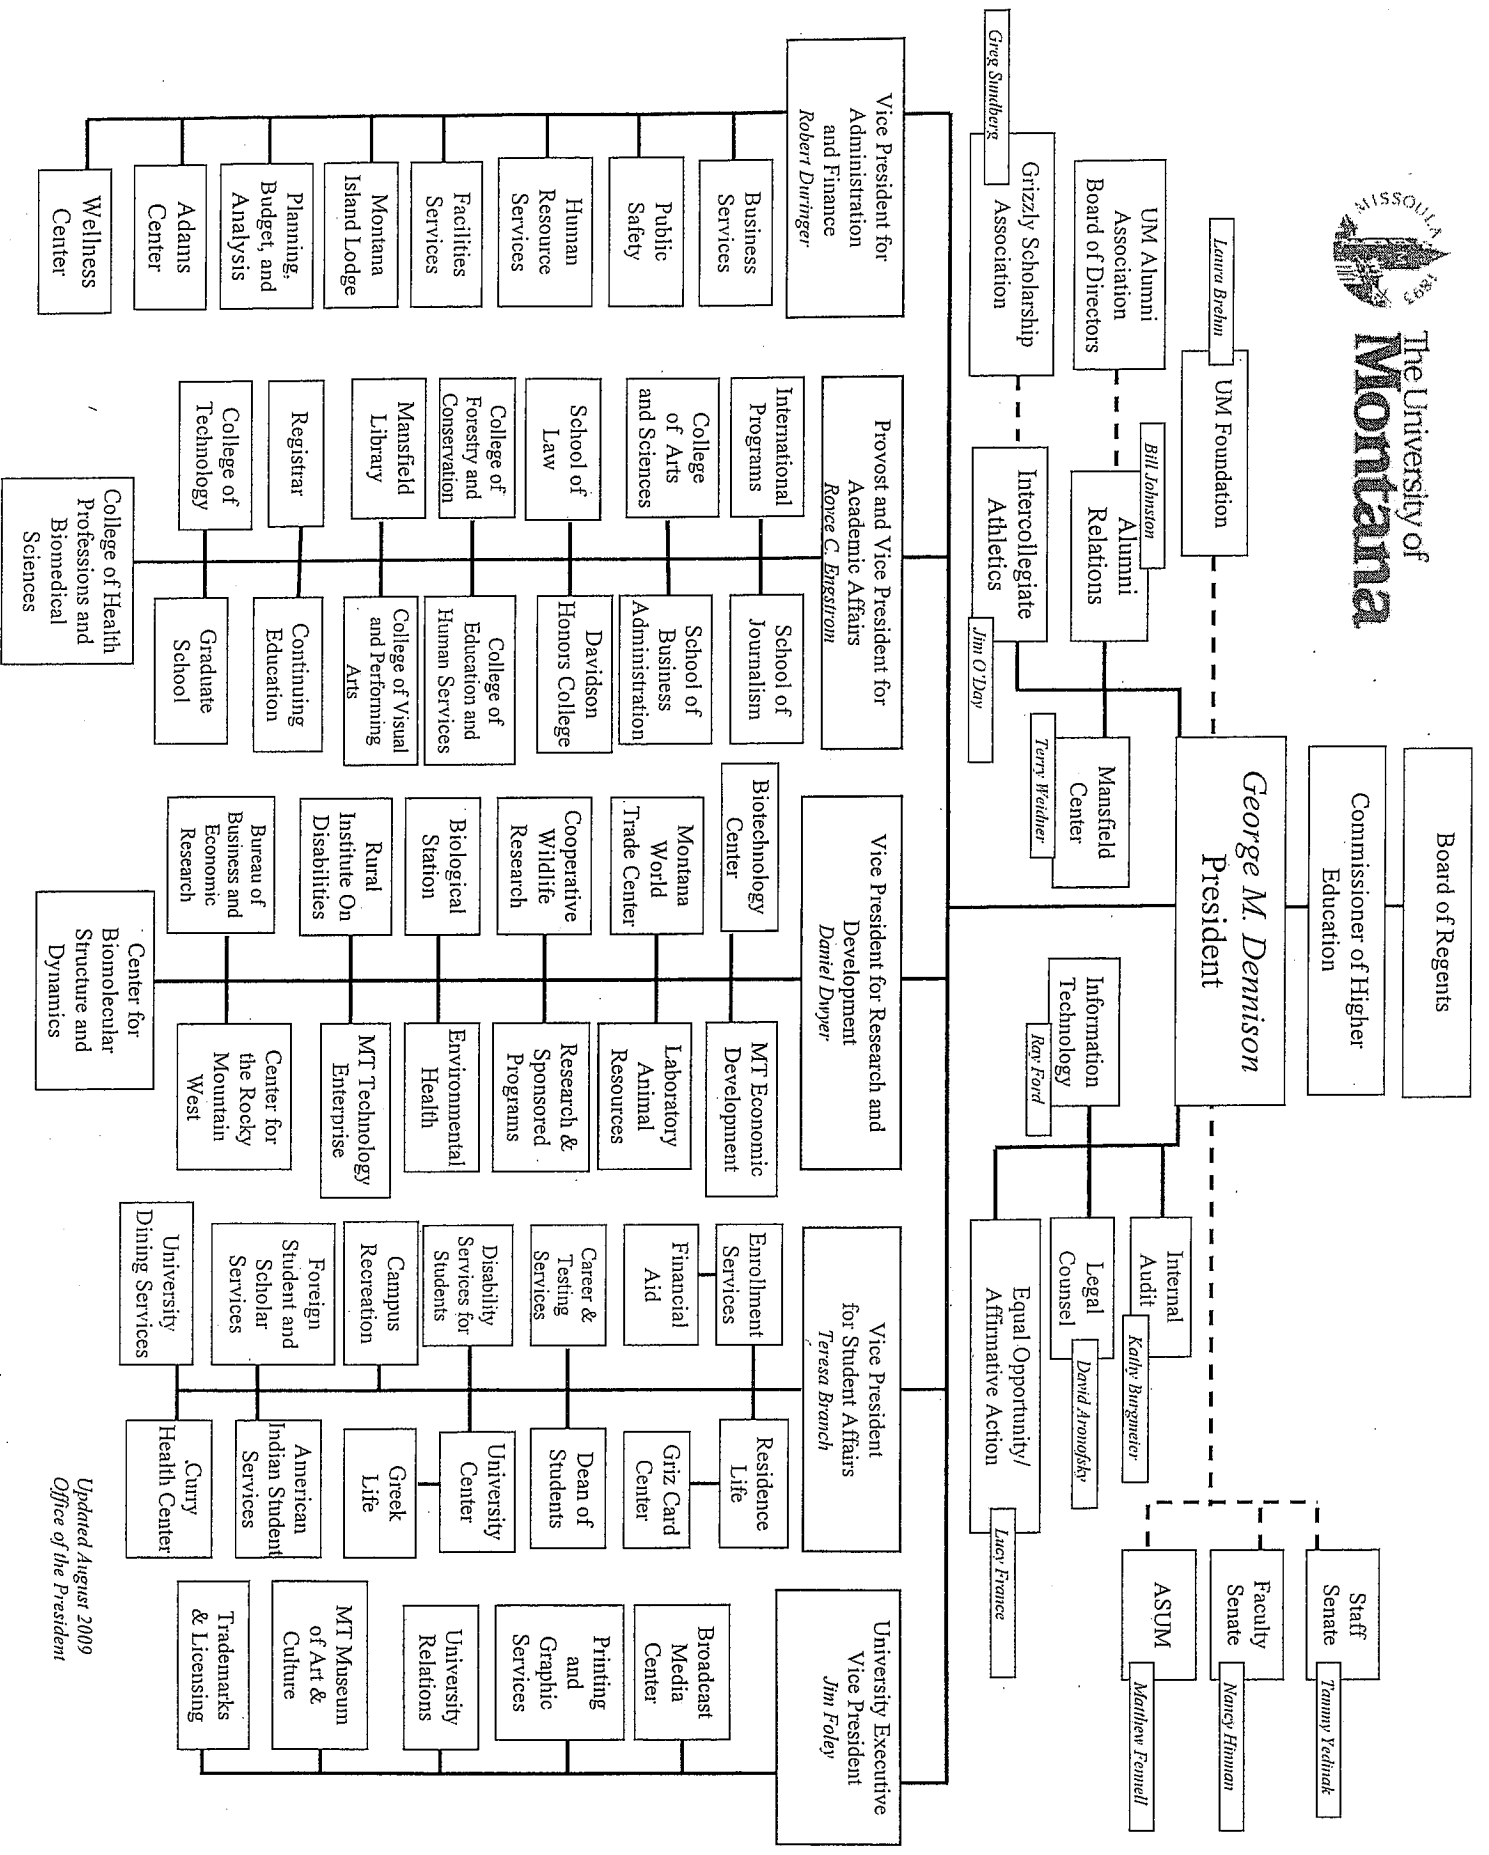 MISSOULA 1893
The University of
Montana
Board of Regents
Commissioner of Higher
Education
George M. Dennison
President
Laura Brehm
UM Foundation
UM Alumni
Association
Board of Directors
Bill Johnston
Alumni
Relations
Greg Sundberg
Grizzly Scholarship
Association
Intercollegiate
Athletics
Jim O'Day
Mansfield
Center
Terry Weidner
Information
Technology
Ray Ford
Internal
Audit
Kathy Burgmeier
Legal
Counsel
David Aronofsky
Equal Opportunity/
Affirmative Action
Lucy France
Staff
Senate
Tammy Yedinak
Faculty
Senate
Nancy Hinman
ASUM
Matthew Fennell
Vice President for
Administration
and Finance
Robert Duringer
Business
Services
Public
Safety
Human
Resource
Services
Facilities
Services
Montana
Island Lodge
Planning,
Budget, and
Analysis
Adams
Center
Wellness
Center
Provost and Vice President for
Academic Affairs
Royce C. Engstrom
International
Programs
School of
Journalism
College
of Arts
and Sciences
School of
Business
Administration
School of
Law
Davidson
Honors College
College of
Forestry and
Conservation
College of
Education and
Human Services
Mansfield
Library
College of Visual
and Performing
Arts
Registrar
Continuing
Education
College of
Technology
Graduate
School
College of Health
Professions and
Biomedical
Sciences
Vice President for Research and
Development
Daniel Dwyer
Biotechnology
Center
MT Economic
Development
Montana
World
Trade Center
Laboratory
Animal
Resources
Cooperative
Wildlife
Research
Research &
Sponsored
Programs
Biological
Station
Environmental
Health
Rural
Institute On
Disabilities
MT Technology
Enterprise
Bureau of
Business and
Economic
Research
Center for
the Rocky
Mountain
West
Center for
Biomolecular
Structure and
Dynamics
Vice President
for Student Affairs
Teresa Branch
Enrollment
Services
Residence
Life
Financial
Aid
Griz Card
Center
Career &
Testing
Services
Dean of
Students
Disability
Services for
Students
University
Center
Campus
Recreation
Greek
Life
Foreign
Student and
Scholar
Services
American
Indian Student
Services
University
Dining Services
Curry
Health Center
University Executive
Vice President
Jim Foley
Broadcast
Media
Center
Printing
and
Graphic
Services
University
Relations
MT Museum
of Art &
Culture
Trademarks
& Licensing
Updated August 2009
Office of the President